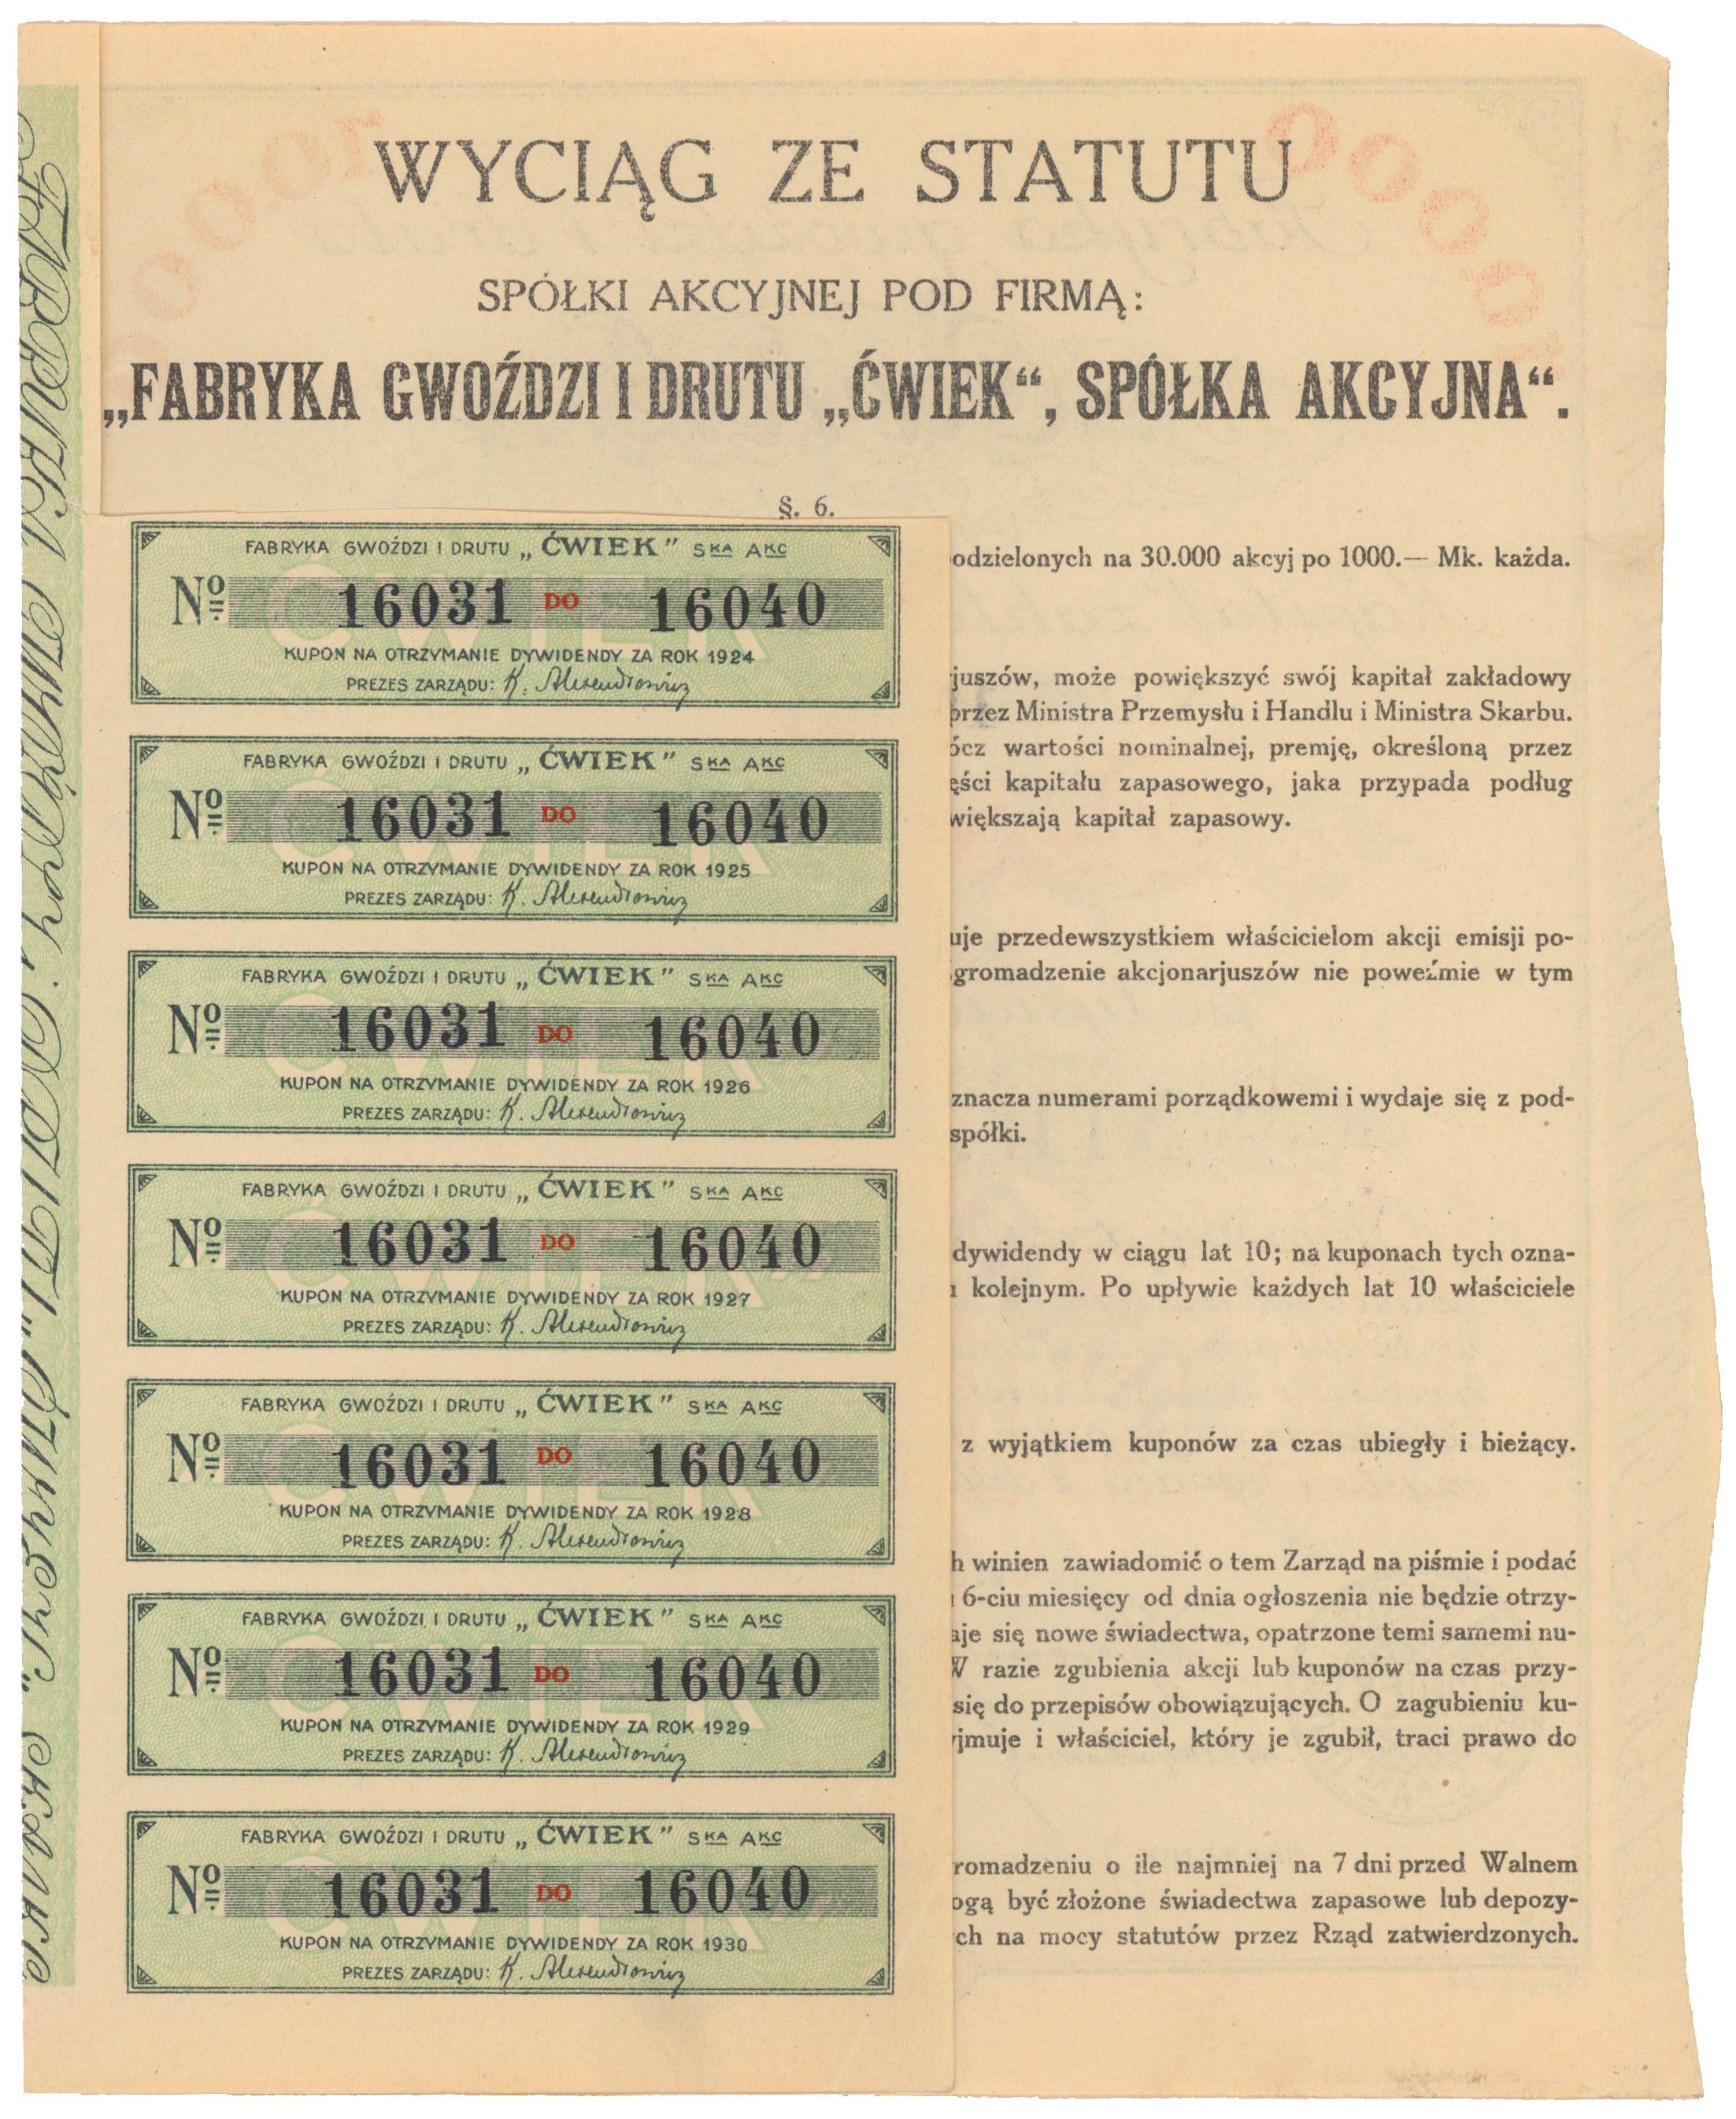 WYCIĄG ZE STATUTU
SPÓŁKI AKCYJNEJ POD FIRMĄ:
„FABRYKA GWOŹDZI I DRUTU „ĆWIEK“, SPÓŁKA AKCYJNA“.
§. 6.
FABRYKA GWOŹDZI I DRUTU „ĆWIEK” SKA AKC
No 16031 DO 16040
KUPON NA OTRZYMANIE DYWIDENDY ZA ROK 1924
PREZES ZARZĄDU: K.
FABRYKA GWOŹDZI I DRUTU „ĆWIEK” SKA AKC
No 16031 DO 16040
KUPON NA OTRZYMANIE DYWIDENDY ZA ROK 1925
PREZES ZARZĄDU: K.
FABRYKA GWOŹDZI I DRUTU „ĆWIEK” SKA AKC
No 16031 DO 16040
KUPON NA OTRZYMANIE DYWIDENDY ZA ROK 1926
PREZES ZARZĄDU: K.
FABRYKA GWOŹDZI I DRUTU „ĆWIEK” SKA AKC
No 16031 DO 16040
KUPON NA OTRZYMANIE DYWIDENDY ZA ROK 1927
PREZES ZARZĄDU: K.
FABRYKA GWOŹDZI I DRUTU „ĆWIEK” SKA AKC
No 16031 DO 16040
KUPON NA OTRZYMANIE DYWIDENDY ZA ROK 1928
PREZES ZARZĄDU: K.
FABRYKA GWOŹDZI I DRUTU „ĆWIEK” SKA AKC
No 16031 DO 16040
KUPON NA OTRZYMANIE DYWIDENDY ZA ROK 1929
PREZES ZARZĄDU: K.
FABRYKA GWOŹDZI I DRUTU „ĆWIEK” SKA AKC
No 16031 DO 16040
KUPON NA OTRZYMANIE DYWIDENDY ZA ROK 1930
PREZES ZARZĄDU: K.
odzielonych na 30.000 akcyj po 1000.— Mk. każda.
juszów, może powiększyć swój kapitał zakładowy
przez Ministra Przemysłu i Handlu i Ministra Skarbu.
ócz wartości nominalnej, premję, określoną przez
ęści kapitału zapasowego, jaka przypada podług
większają kapitał zapasowy.
uje przedewszystkiem właścicielom akcji emisji po-
gromadzenie akcjonarjuszów nie poweźmie w tym
znacza numerami porządkowemi i wydaje się z pod-
spółki.
dywidendy w ciągu lat 10; na kuponach tych ozna-
kolejnym. Po upływie każdych lat 10 właściciele
z wyjątkiem kuponów za czas ubiegły i bieżący.
h winien zawiadomić o tem Zarząd na piśmie i podać
6-ciu miesięcy od dnia ogłoszenia nie będzie otrzy-
aje się nowe świadectwa, opatrzone temi samemi nu-
W razie zgubienia akcji lub kuponów na czas przy-
się do przepisów obowiązujących. O zagubieniu ku-
jmuje i właściciel, który je zgubił, traci prawo do
romadzeniu o ile najmniej na 7 dni przed Walnem
ogą być złożone świadectwa zapasowe lub depozy-
ch na mocy statutów przez Rząd zatwierdzonych.